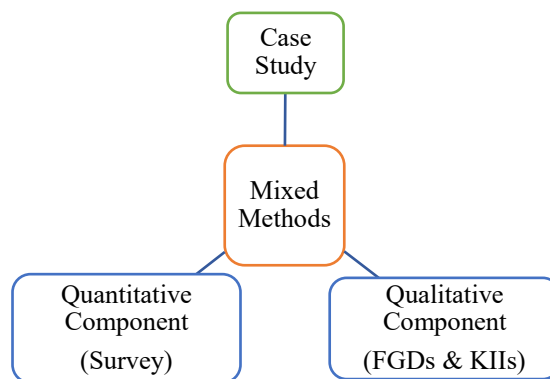 Case
Study
Mixed
Methods
Quantitative
Component
(Survey)
Qualitative
Component
(FGDs & KIIs)